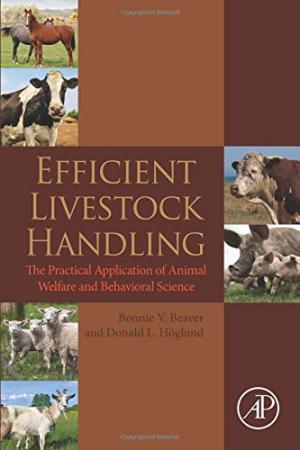 EFFICIENT
LIVESTOCK
HANDLING
The Practical Application of Animal
Welfare and Behavioral Science
Bonnie V. Beaver
and Donald L. Höglund
AP